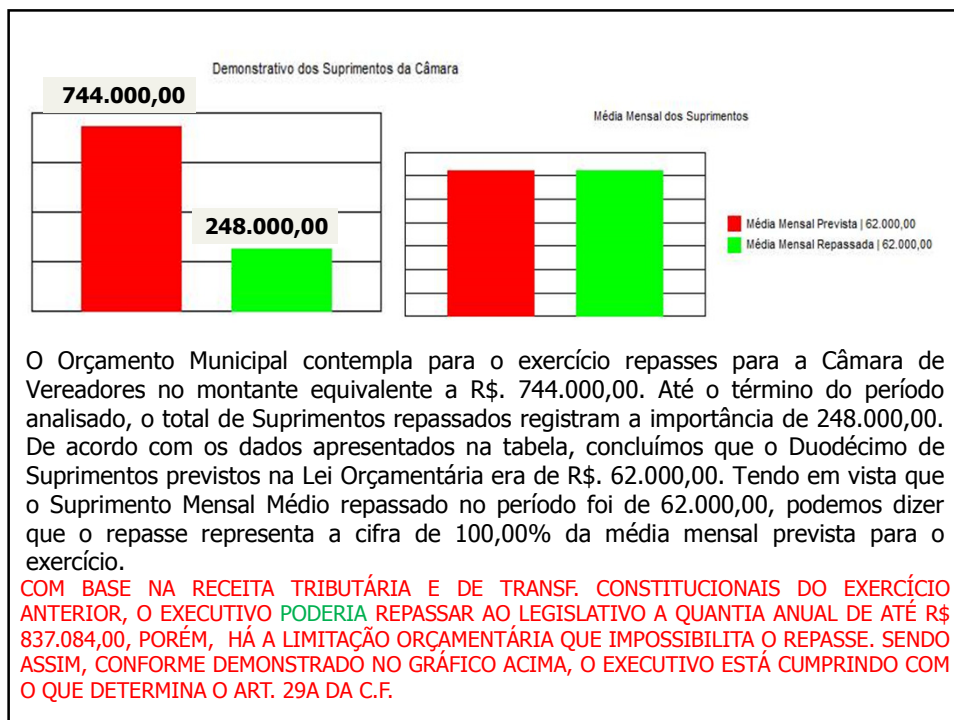 Demonstrativo dos Suprimentos da Câmara
744.000,00
248.000,00
Média Mensal dos Suprimentos
Média Mensal Prevista | 62.000,00
Média Mensal Repassada | 62.000,00
O Orçamento Municipal contempla para o exercício repasses para a Câmara de
Vereadores no montante equivalente a R$. 744.000,00. Até o término do período
analisado, o total de Suprimentos repassados registram a importância de 248.000,00.
De acordo com os dados apresentados na tabela, concluímos que o Duodécimo de
Suprimentos previstos na Lei Orçamentária era de R$. 62.000,00. Tendo em vista que
o Suprimento Mensal Médio repassado no período foi de 62.000,00, podemos dizer
que o repasse representa a cifra de 100,00% da média mensal prevista para o
exercício.
COM BASE NA RECEITA TRIBUTÁRIA E DE TRANSF. CONSTITUCIONAIS DO EXERCÍCIO
ANTERIOR, O EXECUTIVO PODERIA REPASSAR AO LEGISLATIVO A QUANTIA ANUAL DE ATÉ R$
837.084,00, PORÉM, HÁ A LIMITAÇÃO ORÇAMENTÁRIA QUE IMPOSSIBILITA O REPASSE. SENDO
ASSIM, CONFORME DEMONSTRADO NO GRÁFICO ACIMA, O EXECUTIVO ESTÁ CUMPRINDO COM
O QUE DETERMINA O ART. 29A DA C.F.